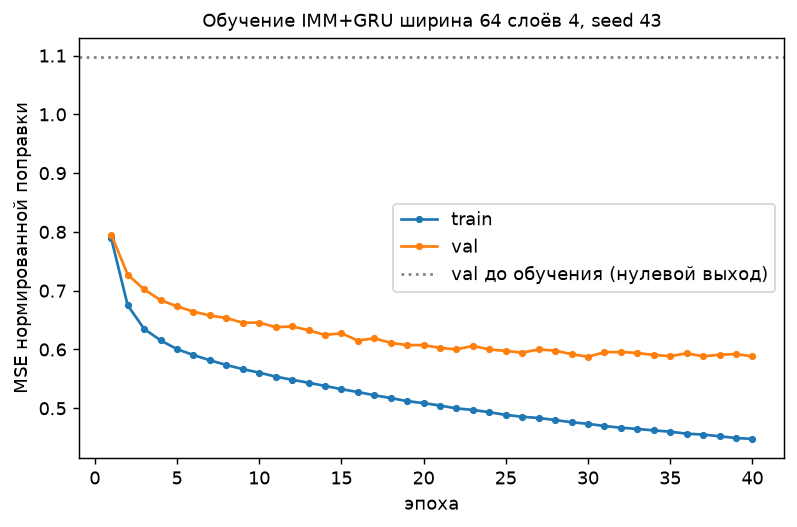 Обучение IMM+GRU ширина 64 слоёв 4, seed 43
MSE нормированной поправки
1.1
1.0
0.9
0.8
0.7
0.6
0.5
train
val
val до обучения (нулевой выход)
0 5 10 15 20 25 30 35 40
эпоха